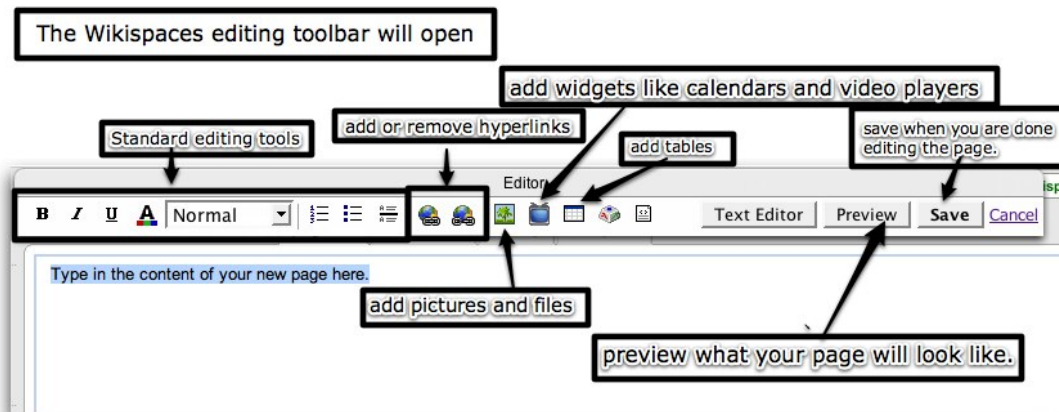 The Wikispaces editing toolbar will open
add widgets like calendars and video players
Standard editing tools
add or remove hyperlinks
add tables
save when you are done
editing the page.
Editor
B I U A Normal Text Editor Preview Save Cancel
Type in the content of your new page here.
add pictures and files
preview what your page will look like.